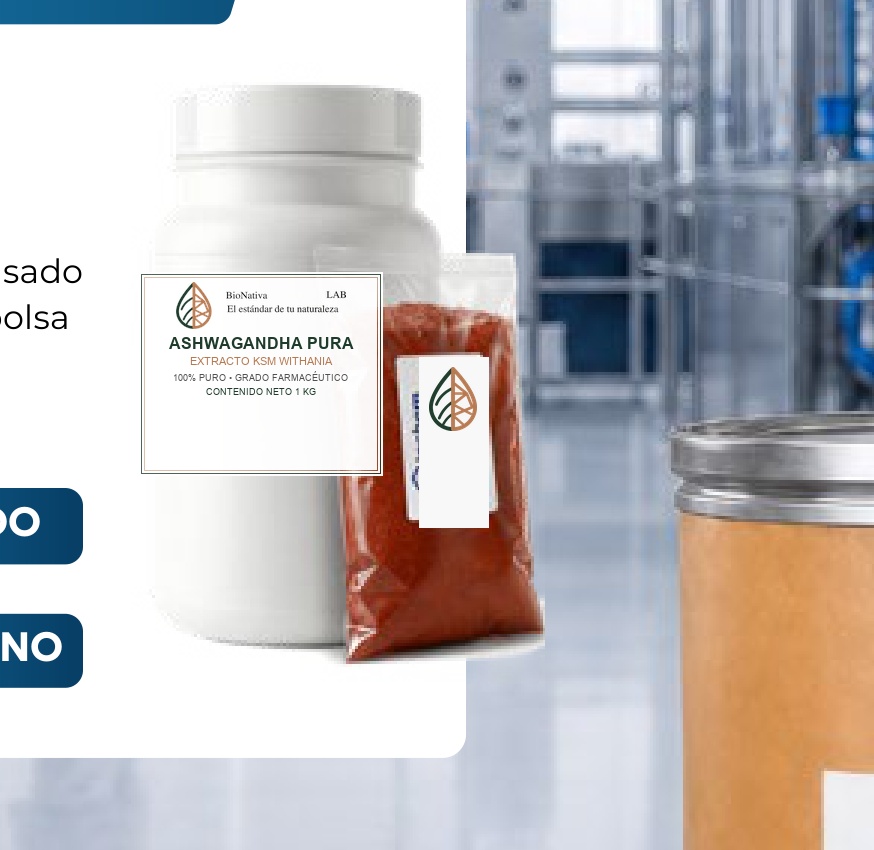 sado
olsa
BioNativa LAB
El estándar de tu naturaleza
ASHWAGANDHA PURA
EXTRACTO KSM WITHANIA
100% PURO • GRADO FARMACÉUTICO
CONTENIDO NETO 1 KG
DO
NO